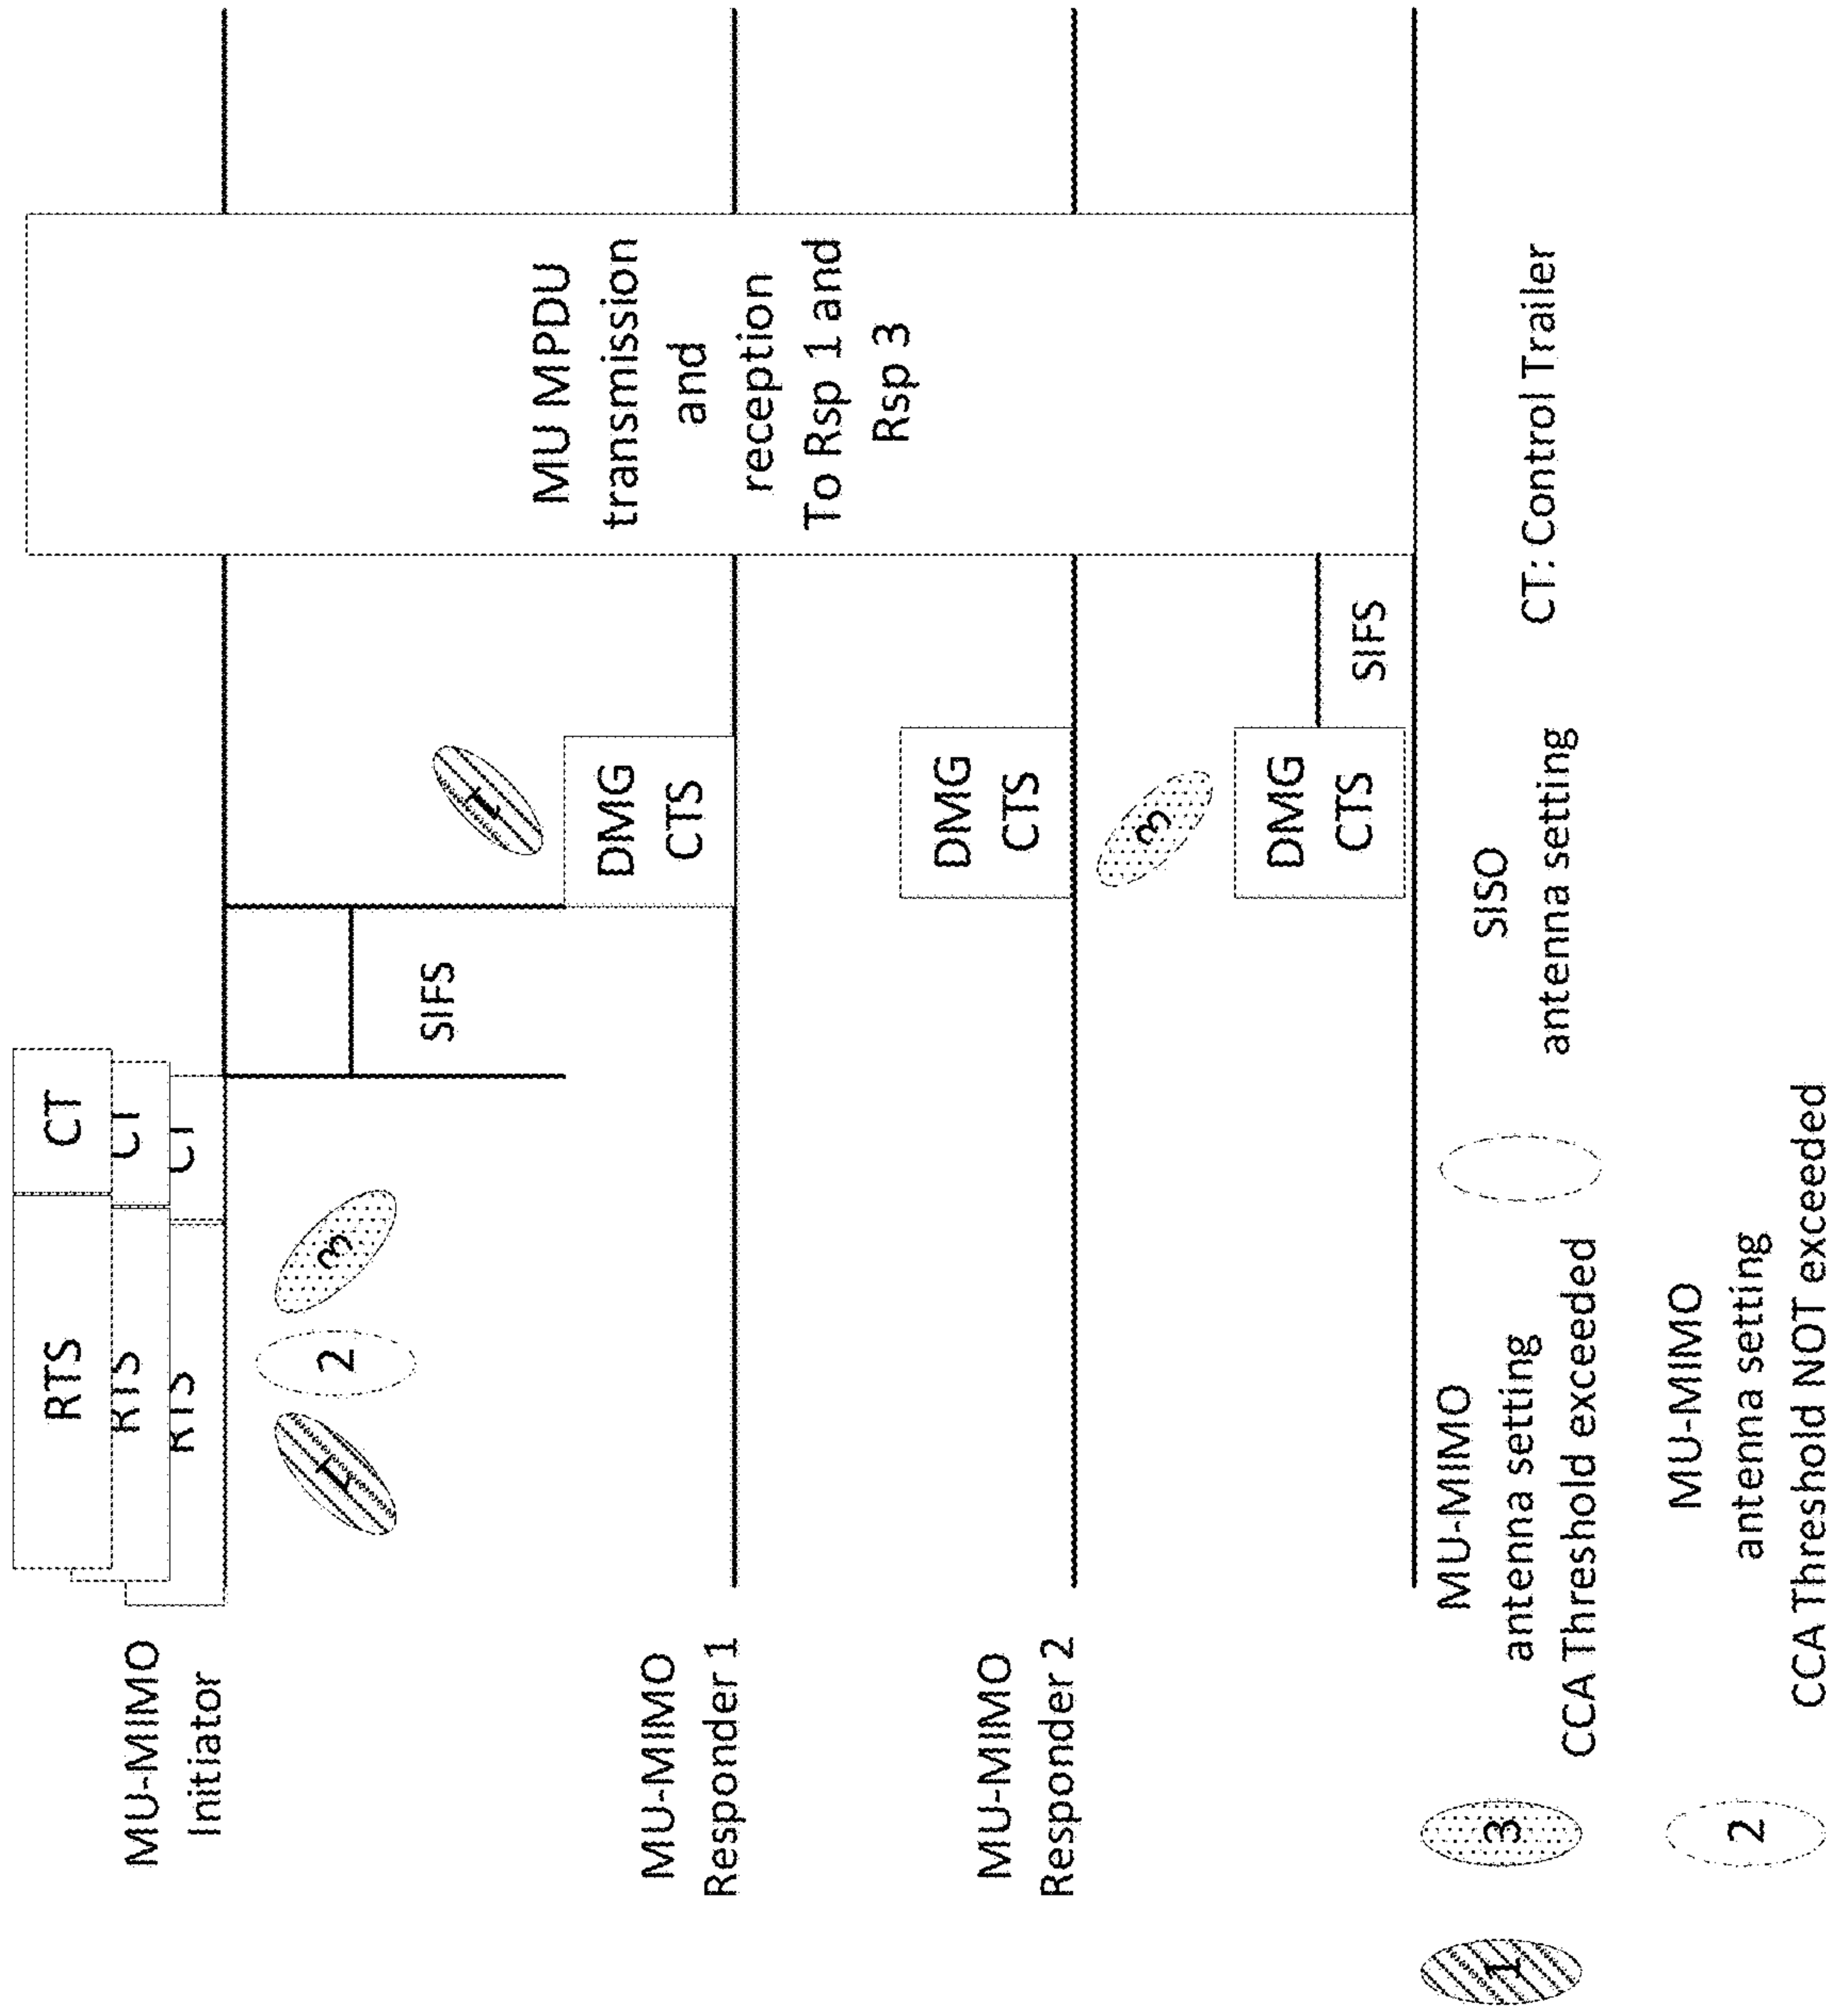 MU-MIMO
Initiator
RTS
CT
RTS
CT
RTS
CT
1
2
3
SIFS
1
MU-MIMO
Responder 1
DMG
CTS
MU MPDU
transmission
and
reception
To Rsp 1 and
Rsp 3
MU-MIMO
Responder 2
DMG
CTS
3
DMG
CTS
SIFS
1
3
MU-MIMO
antenna setting
CCA Threshold exceeded
SISO
antenna setting
CT: Control Trailer
2
MU-MIMO
antenna setting
CCA Threshold NOT exceeded